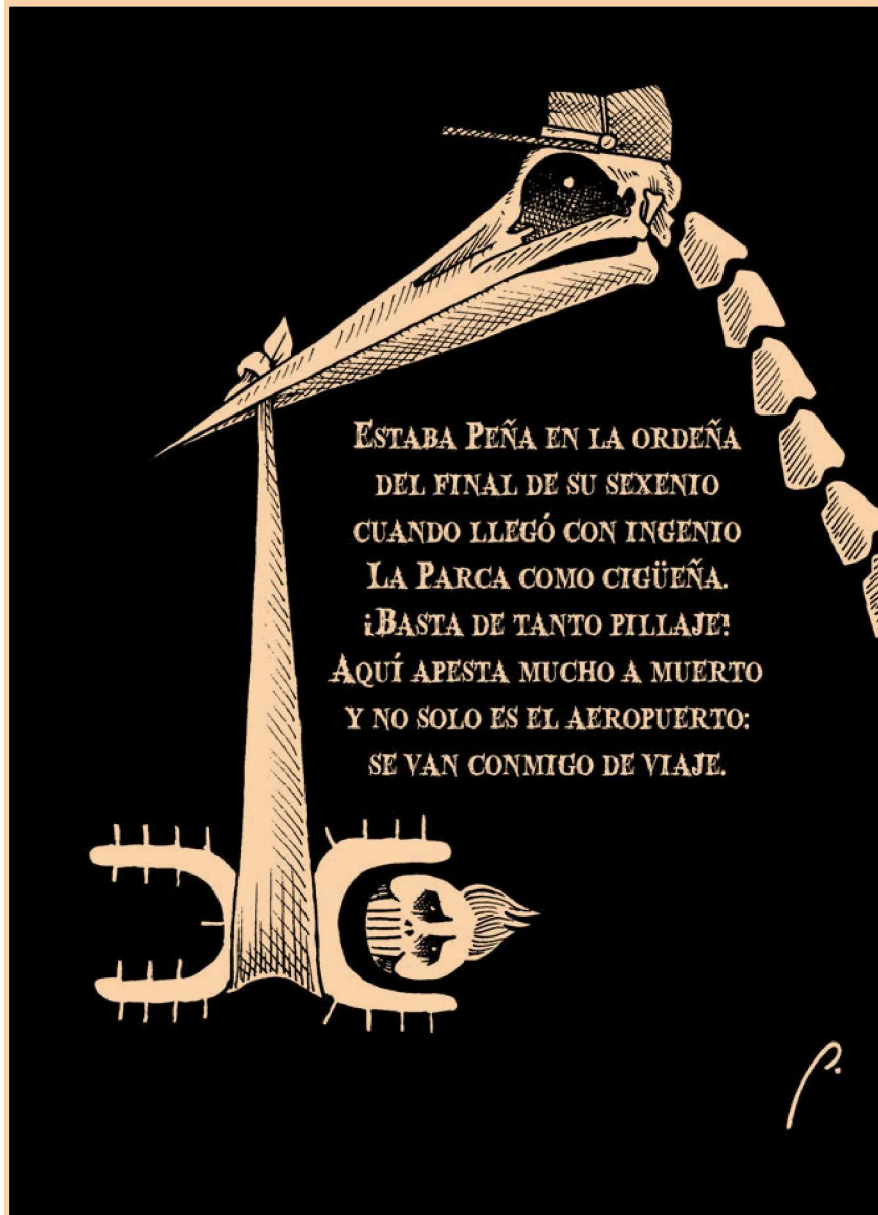 Estaba Peña en la ordeña
del final de su sexenio
cuando llegó con ingenio
La Parca como cigüeña.
¡Basta de tanto pillaje!
Aquí apesta mucho a muerto
y no solo es el aeropuerto:
se van conmigo de viaje.